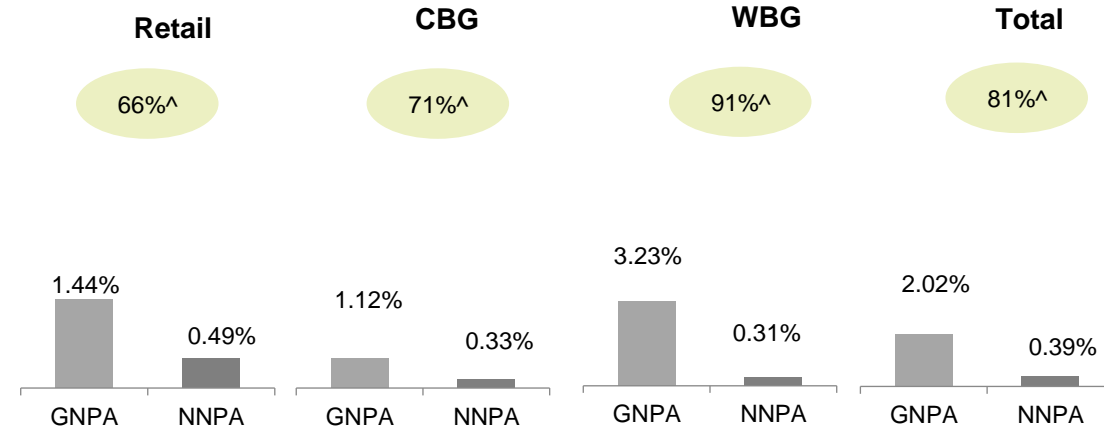 Retail CBG WBG Total
66%^ 71%^ 91%^ 81%^
1.44% 0.49% 1.12% 0.33% 3.23% 0.31% 2.02% 0.39%
GNPA NNPA GNPA NNPA GNPA NNPA GNPA NNPA